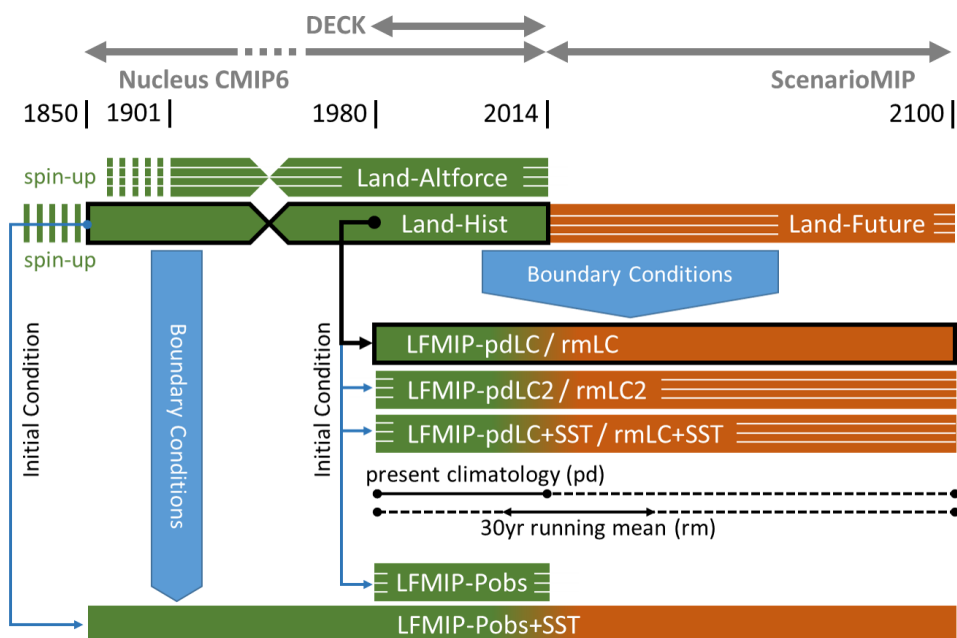 DECK
Nucleus CMIP6
ScenarioMIP
1850
1901
1980
2014
2100
spin-up
Land-Altforce
Land-Hist
Land-Future
spin-up
Boundary Conditions
Initial Condition
Boundary Conditions
Initial Condition
LFMIP-pdLC / rmLC
LFMIP-pdLC2 / rmLC2
LFMIP-pdLC+SST / rmLC+SST
present climatology (pd)
30yr running mean (rm)
LFMIP-Pobs
LFMIP-Pobs+SST